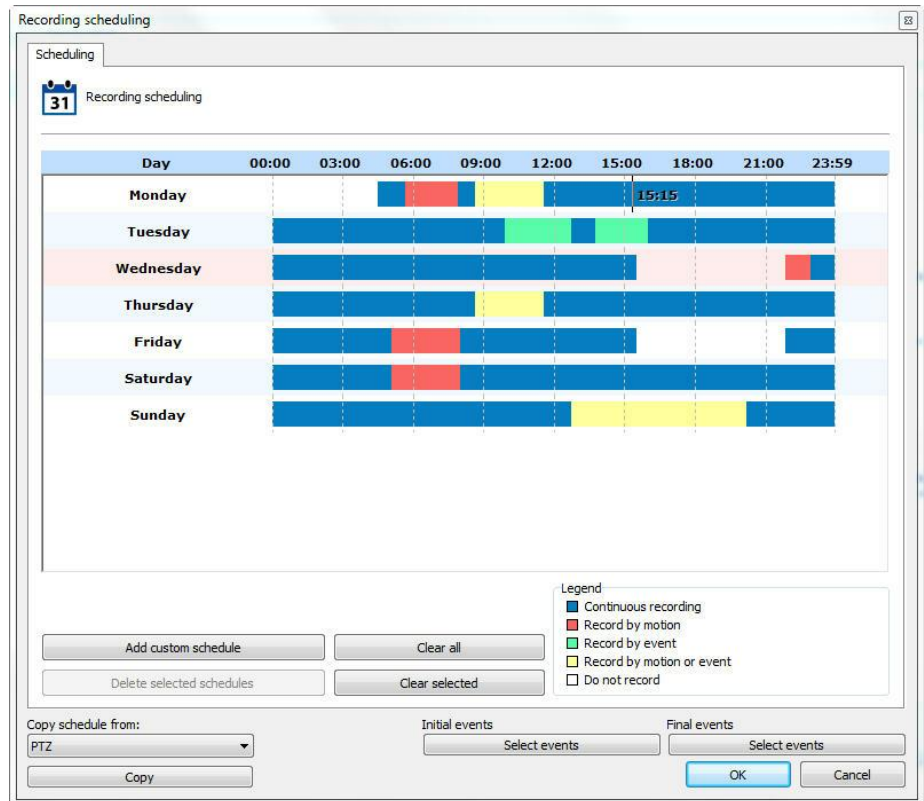 Recording scheduling
Scheduling
31 Recording scheduling
Day 00:00 03:00 06:00 09:00 12:00 15:00 18:00 21:00 23:59
Monday 15:15
Tuesday
Wednesday
Thursday
Friday
Saturday
Sunday
Legend
Continuous recording
Record by motion
Record by event
Record by motion or event
Do not record
Add custom schedule Clear all
Delete selected schedules Clear selected
Copy schedule from: Initial events Final events
PTZ Select events Select events
Copy OK Cancel